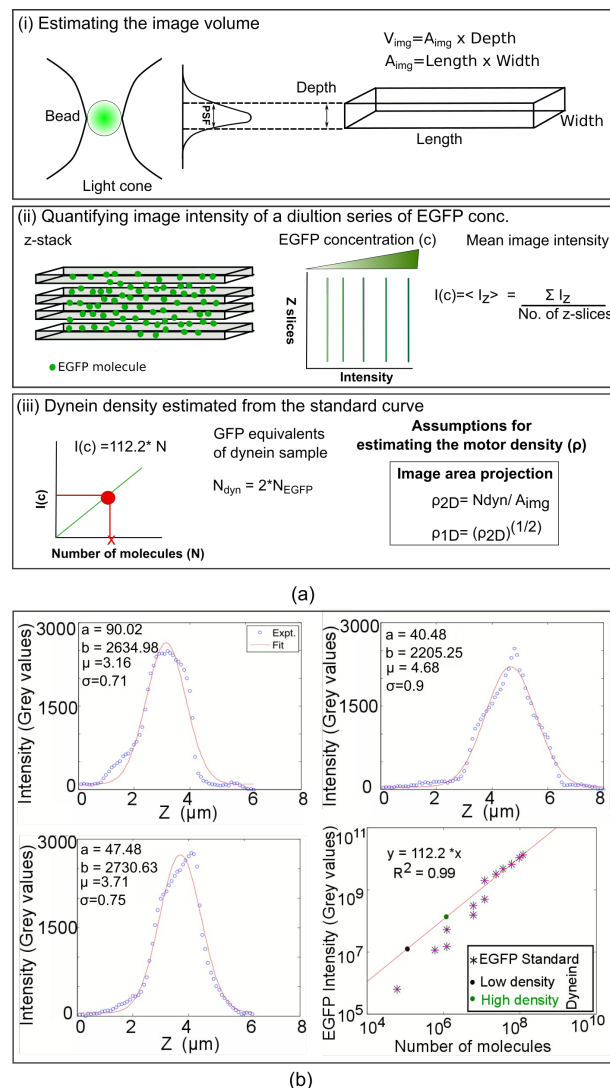 (i) Estimating the image volume
V_img=A_img x Depth
A_img=Length x Width
Bead
PSF
Depth
Width
Length
Light cone
(ii) Quantifying image intensity of a diultion series of EGFP conc.
z-stack
EGFP concentration (c)
Mean image intensity
Z slices
I(c)=< I_Z> = Σ I_Z
No. of z-slices
EGFP molecule
Intensity
(iii) Dynein density estimated from the standard curve
I(c) =112.2* N
GFP equivalents
of dynein sample
N_dyn = 2*N_EGFP
Assumptions for
estimating the motor density (ρ)
Image area projection
ρ_2D= Ndyn/ A_img
ρ_1D= (ρ_2D)^(1/2)
I(c)
X
Number of molecules (N)
(a)
3000
1500
0
Intensity (Grey values)
a = 90.02
b = 2634.98
μ =3.16
σ=0.71
Expt.
Fit
0 2 4 6 8
Z [μm]
3000
1500
0
Intensity (Grey values)
a = 40.48
b = 2205.25
μ = 4.68
σ=0.9
0 2 4 6 8
Z [μm]
3000
1500
0
Intensity (Grey values)
a = 47.48
b = 2730.63
μ =3.71
σ=0.75
0 2 4 6 8
Z [μm]
10^11
10^9
10^7
10^5
EGFP Intensity (Grey values)
y = 112.2 *x
R^2 = 0.99
EGFP Standard
Low density
High density
Dynein
10^4 10^6 10^8 10^10
Number of molecules
(b)